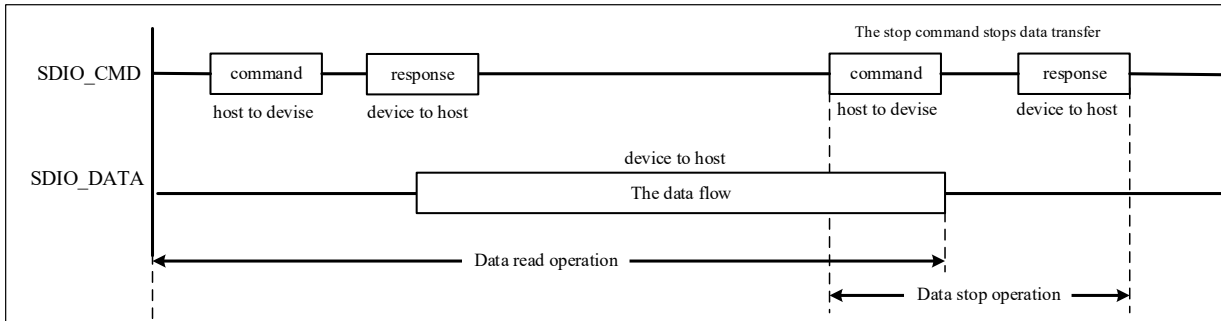 The stop command stops data transfer
SDIO_CMD command response command response
host to devise device to host host to devise device to host
device to host
SDIO_DATA
The data flow
Data read operation
Data stop operation